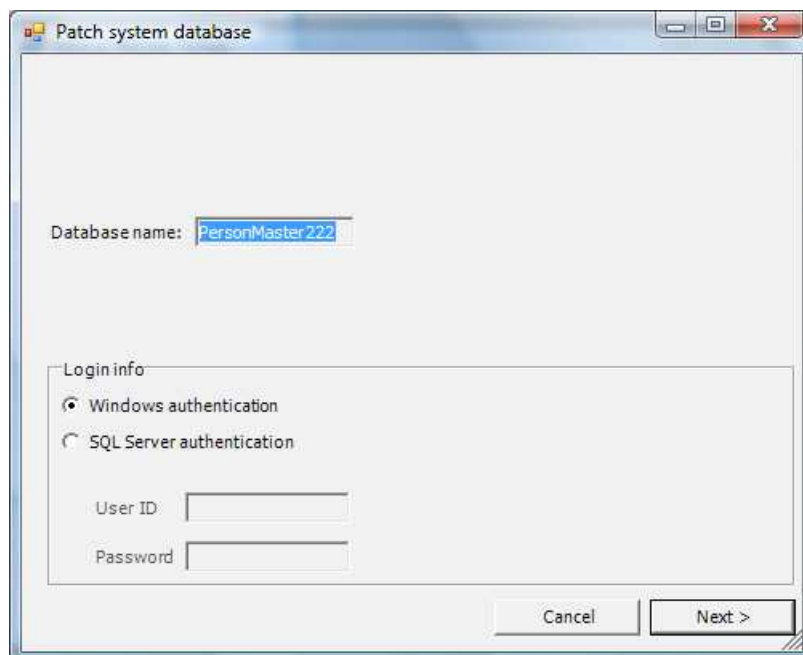 Patch system database
Database name: PersonMaster222
Login info
Windows authentication
SQL Server authentication
User ID
Password
Cancel Next >